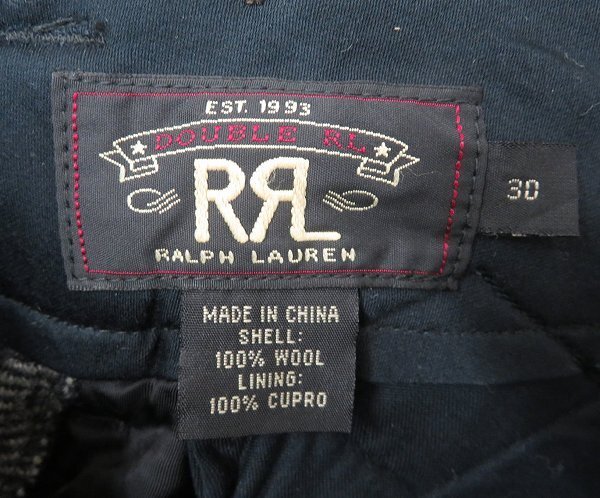 EST. 1993
DOUBLE RL
RRL
RALPH LAUREN
30
MADE IN CHINA
SHELL:
100% WOOL
LINING:
100% CUPRO